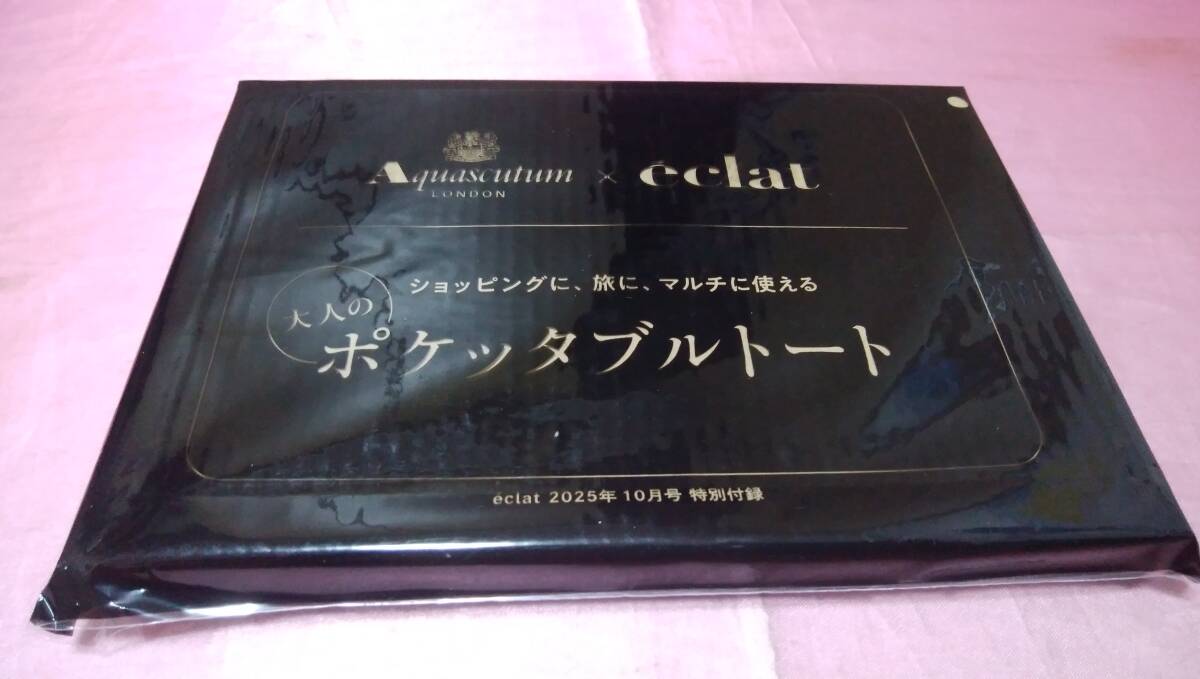 Aquascutum × éclat
LONDON
ショッピングに、旅に、マルチに使える
大人の
ポケッタブルトート
éclat 2025年10月号 特別付録